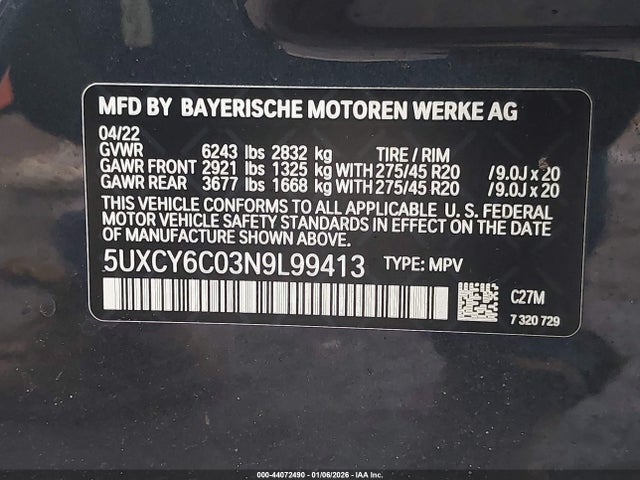 MFD BY BAYERISCHE MOTOREN WERKE AG
04/22
GVWR 6243 lbs 2832 kg TIRE / RIM
GAWR FRONT 2921 lbs 1325 kg WITH 275/45 R20 /9.0J x 20
GAWR REAR 3677 lbs 1668 kg WITH 275/45 R20 /9.0J x 20
THIS VEHICLE CONFORMS TO ALL APPLICABLE U. S. FEDERAL
MOTOR VEHICLE SAFETY STANDARDS IN EFFECT ON THE DATE
OF MANUFACTURE SHOWN ABOVE.
5UXCY6C03N9L99413 TYPE: MPV
C27M
7 320 729
000-44072490 - 01/06/2026 - IAA Inc.